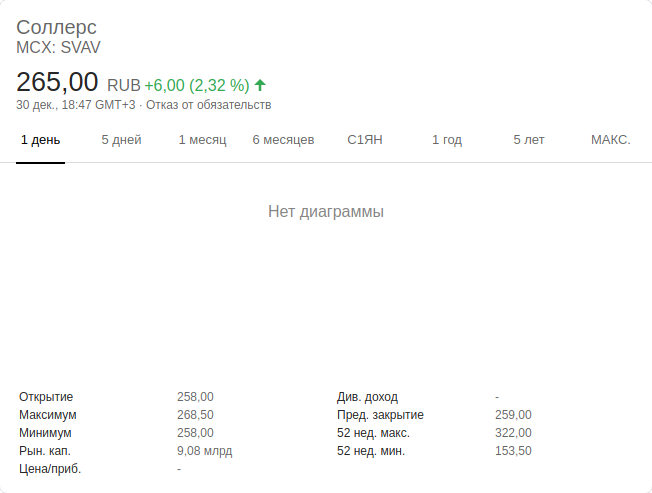 Соллерс
MCX: SVAV
265,00 RUB +6,00 (2,32 %)
30 дек., 18:47 GMT+3 · Отказ от обязательств
1 день 5 дней 1 месяц 6 месяцев С1ЯН 1 год 5 лет МАКС.
Нет диаграммы
Открытие 258,00 Див. доход -
Максимум 268,50 Пред. закрытие 259,00
Минимум 258,00 52 нед. макс. 322,00
Рын. кап. 9,08 млрд 52 нед. мин. 153,50
Цена/приб. -